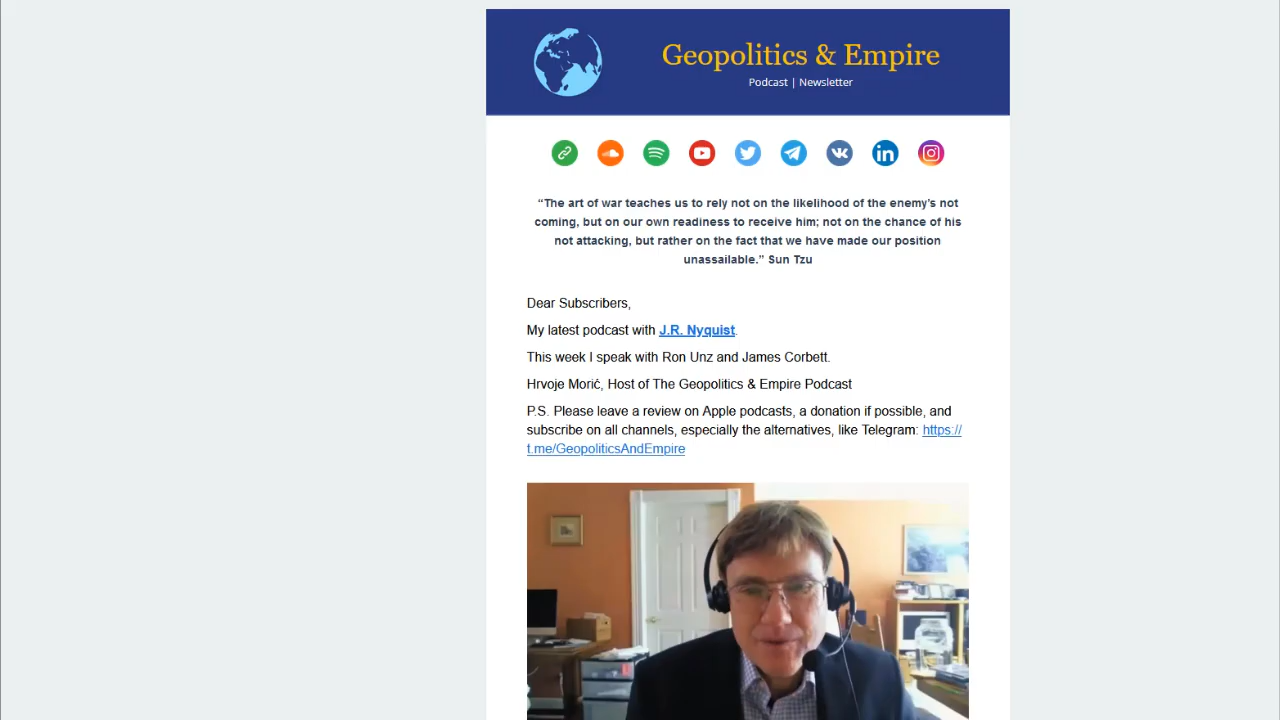 Geopolitics & Empire
Podcast | Newsletter
“The art of war teaches us to rely not on the likelihood of the enemy’s not
coming, but on our own readiness to receive him; not on the chance of his
not attacking, but rather on the fact that we have made our position
unassailable.” Sun Tzu
Dear Subscribers,
My latest podcast with J.R. Nyquist.
This week I speak with Ron Unz and James Corbett.
Hrvoje Morić, Host of The Geopolitics & Empire Podcast
P.S. Please leave a review on Apple podcasts, a donation if possible, and
subscribe on all channels, especially the alternatives, like Telegram: https://
t.me/GeopoliticsAndEmpire